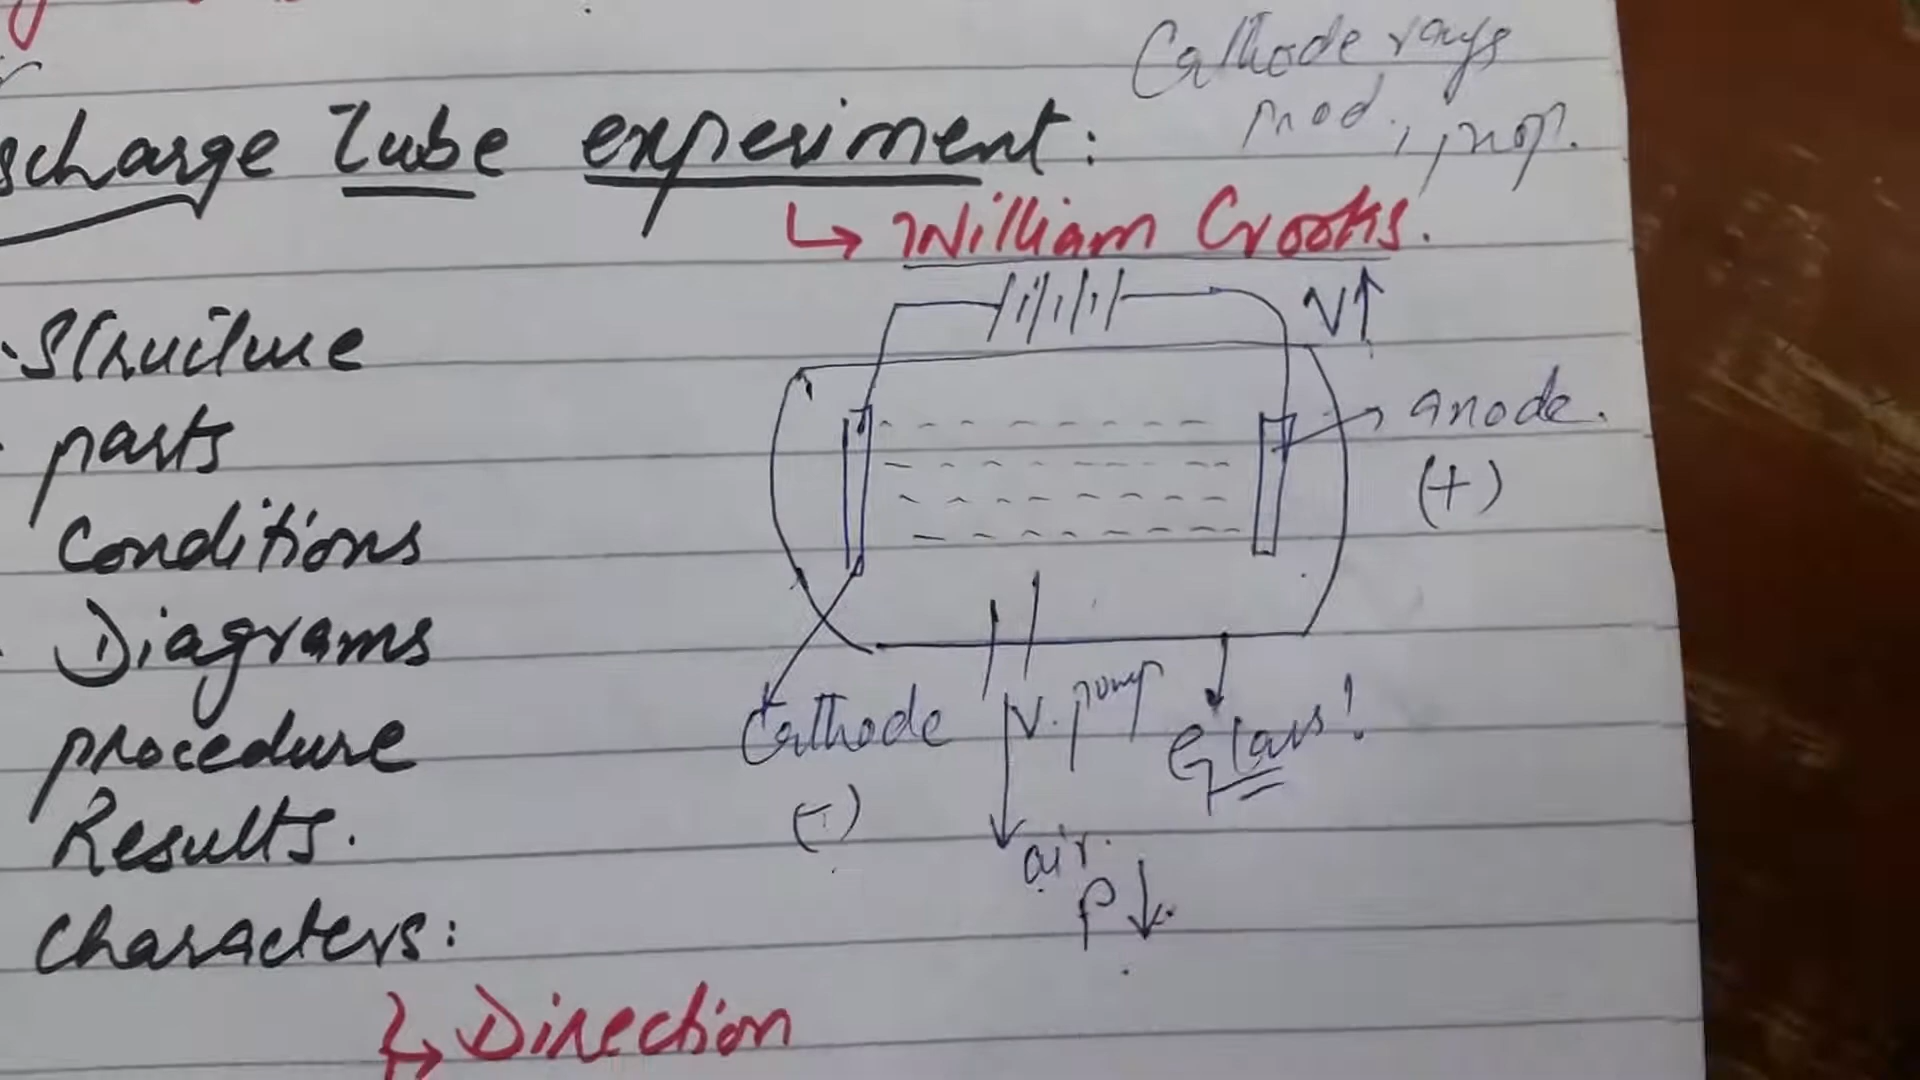 Cathode rays
prod., prop.
scharge Tube experiment:
↳ William Crooks.
V↑
· Structure
anode.
(+)
· parts
Conditions
· Diagrams
Cathode
(-)
V. pump
Glass!
procedure
air.
P↓
Results.
Characters:
↳ Direction